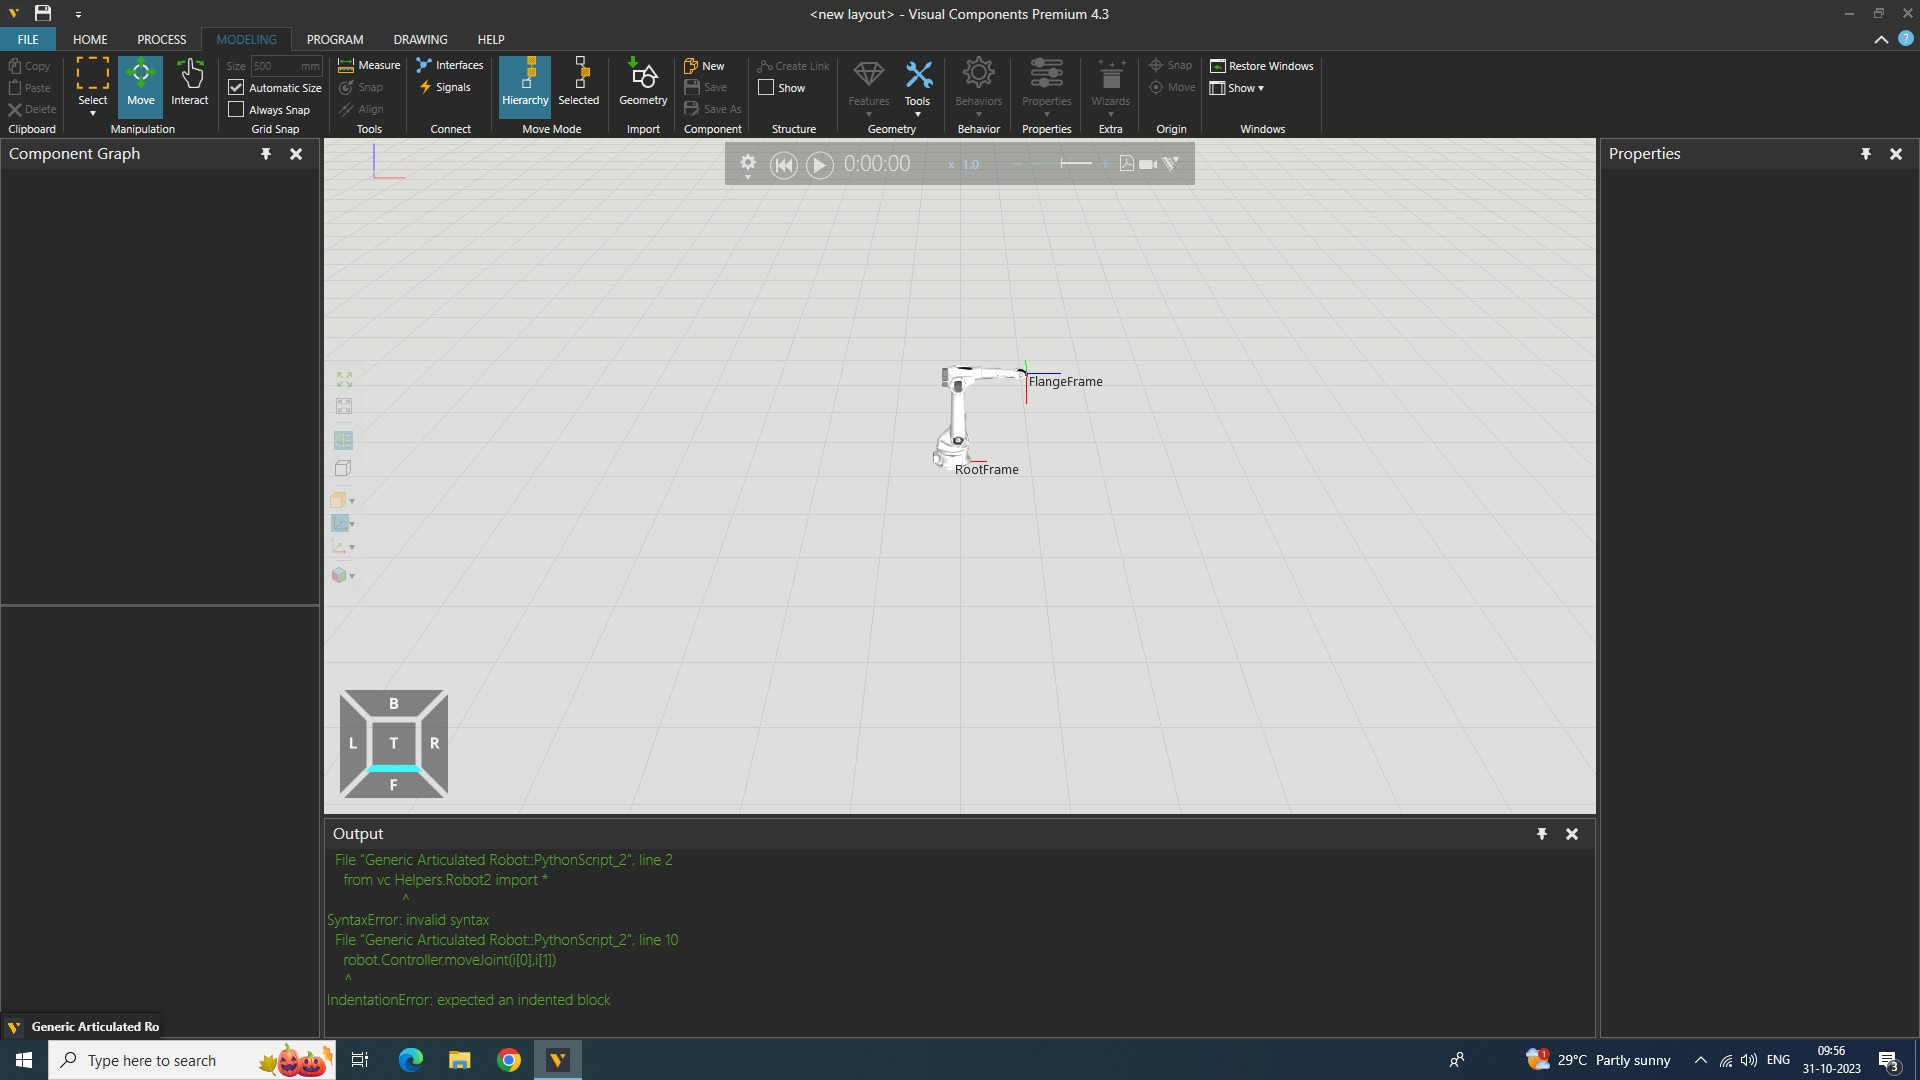 <new layout> - Visual Components Premium 4.3
FILE HOME PROCESS MODELING PROGRAM DRAWING HELP
Copy
Paste
Delete
Clipboard
Select
Move
Interact
Manipulation
Size 500 mm
Automatic Size
Always Snap
Grid Snap
Measure
Snap
Align
Tools
Interfaces
Signals
Connect
Hierarchy
Selected
Move Mode
Geometry
Import
New
Save
Save As
Component
Create Link
Show
Structure
Features
Tools
Geometry
Behaviors
Behavior
Properties
Properties
Wizards
Extra
Snap
Move
Origin
Restore Windows
Show
Windows
Component Graph
0:00:00 x 1.0
Properties
FlangeFrame
RootFrame
B
L T R
F
Output
File "Generic Articulated Robot::PythonScript_2", line 2
from vc Helpers.Robot2 import *
^
SyntaxError: invalid syntax
File "Generic Articulated Robot::PythonScript_2", line 10
robot.Controller.moveJoint(i[0],i[1])
^
IndentationError: expected an indented block
Generic Articulated Ro
Type here to search
1
29°C Partly sunny
ENG
09:56
31-10-2023
3